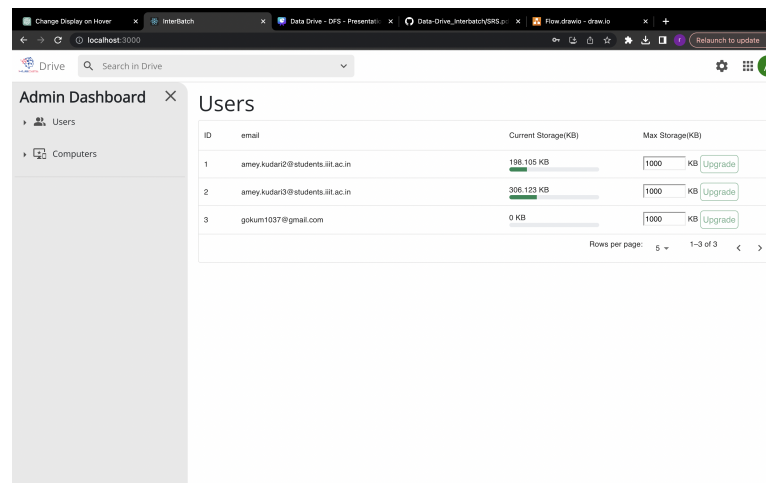 Change Display on Hover
InterBatch
Data Drive - DFS - Presentatio
Data-Drive_Interbatch/SRS.pd
Flow.drawio - draw.io
localhost:3000
Relaunch to update
Drive
Search in Drive
Admin Dashboard
Users
Computers
Users
ID email Current Storage(KB) Max Storage(KB)
1 amey.kudari2@students.iiit.ac.in 198.105 KB 1000 KB Upgrade
2 amey.kudari3@students.iiit.ac.in 306.123 KB 1000 KB Upgrade
3 gokum1037@gmail.com 0 KB 1000 KB Upgrade
Rows per page: 5 1–3 of 3